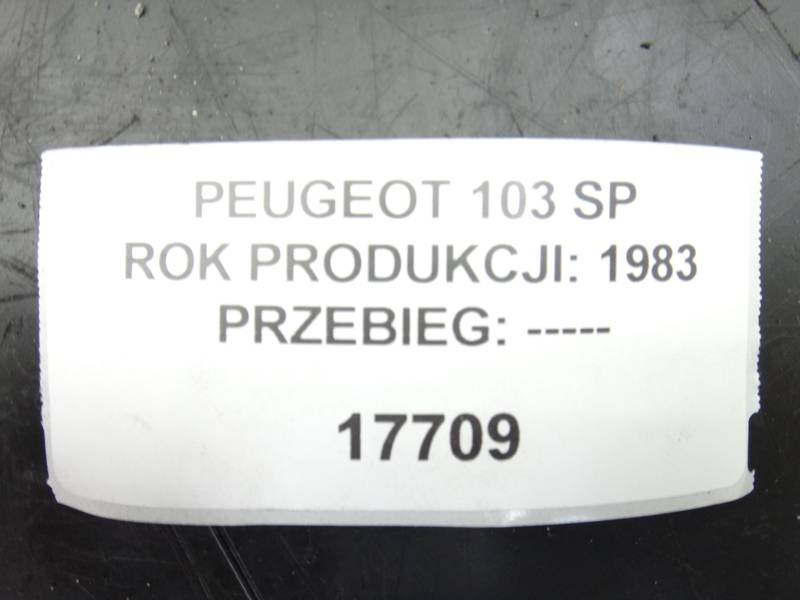 PEUGEOT 103 SP
ROK PRODUKCJI: 1983
PRZEBIEG: -----
17709